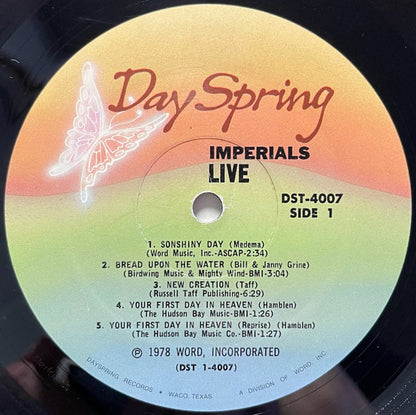 Day Spring
IMPERIALS
LIVE
DST-4007
SIDE 1
1. SONSHINY DAY (Medema)
(Word Music, Inc.-ASCAP-2:34)
2. BREAD UPON THE WATER (Bill & Janny Grine)
(Birdwing Music & Mighty Wind-BMI-3:04)
3. NEW CREATION (Taff)
(Russell Taff Publishing-6:29)
4. YOUR FIRST DAY IN HEAVEN (Hamblen)
(The Hudson Bay Music-BMI-1:26)
5. YOUR FIRST DAY IN HEAVEN (Reprise) (Hamblen)
(The Hudson Bay Music Co.-BMI-1:27)
℗ 1978 WORD, INCORPORATED
(DST 1-4007)
DAYSPRING RECORDS • WACO, TEXAS • A DIVISION OF WORD, INC.